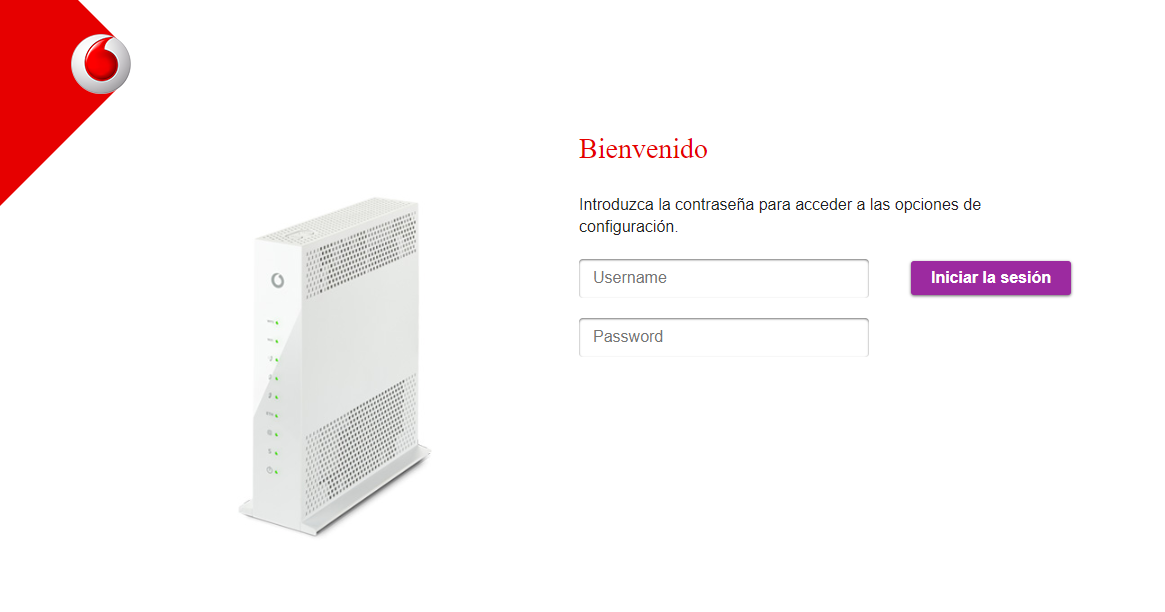 Bienvenido
Introduzca la contraseña para acceder a las opciones de
configuración.
Username
Iniciar la sesión
Password